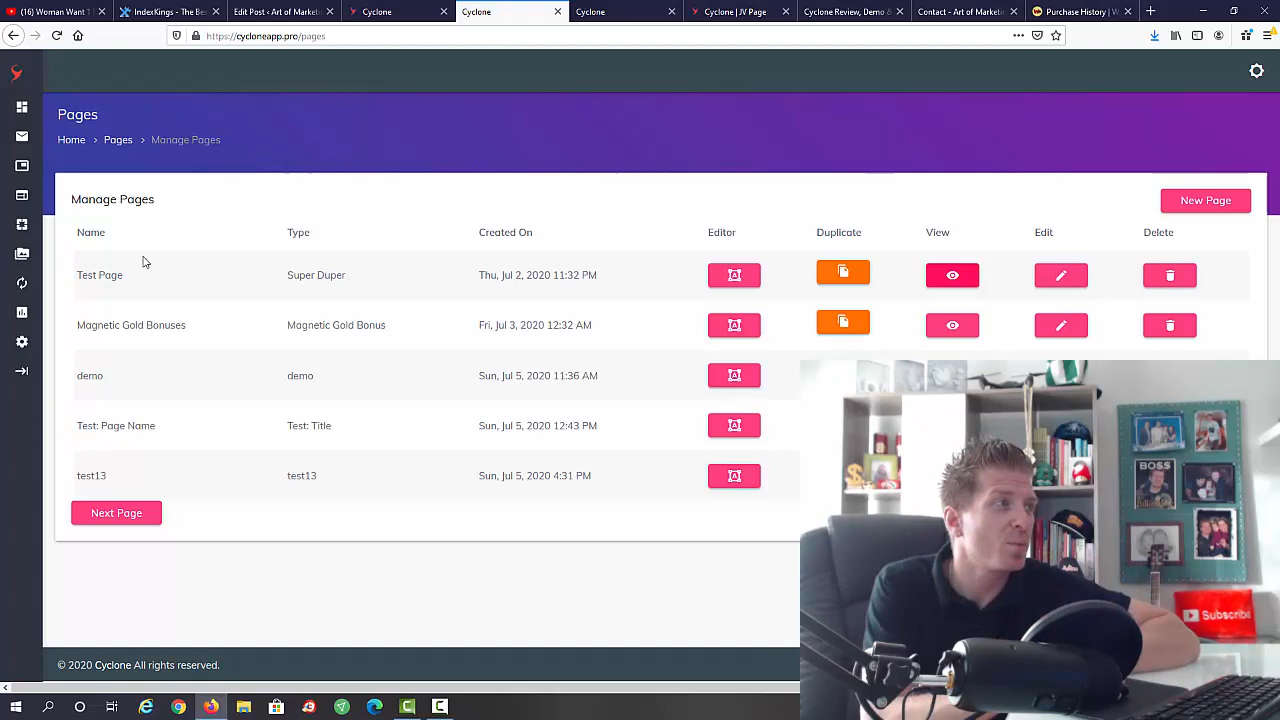 (16) Woman Want 1
IndexKings - The Be
Edit Post ‹ Art of Marketi
Cyclone
Cyclone
Cyclone
Cyclone | JV Page
Cyclone Review, Demo &
Contact - Art of Marketin
Purchase History | W
https://cycloneapp.pro/pages
Pages
Home > Pages > Manage Pages
Manage Pages
New Page
Name Type Created On Editor Duplicate View Edit Delete
Test Page Super Duper Thu, Jul 2, 2020 11:32 PM
Magnetic Gold Bonuses Magnetic Gold Bonus Fri, Jul 3, 2020 12:32 AM
demo demo Sun, Jul 5, 2020 11:36 AM
Test: Page Name Test: Title Sun, Jul 5, 2020 12:43 PM
test13 test13 Sun, Jul 5, 2020 4:31 PM
Next Page
BOSS
Subscribe
© 2020 Cyclone All rights reserved.